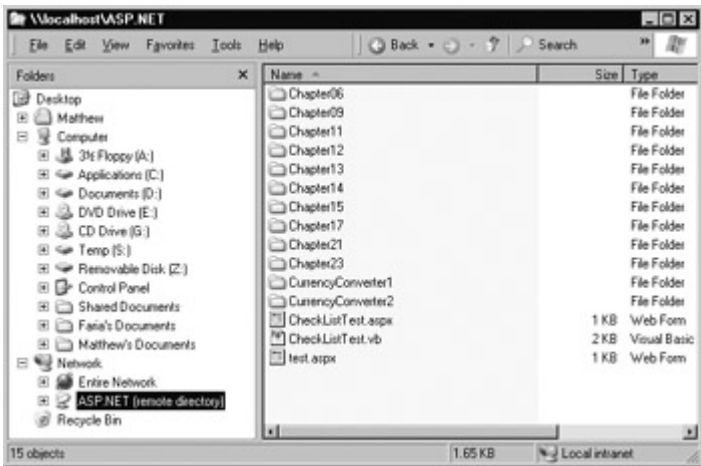 \\localhost\ASP.NET
File Edit View Favorites Tools Help Back Search
Folders
Desktop
Matthew
Computer
3½ Floppy (A:)
Applications (C:)
Documents (D:)
DVD Drive (E:)
CD Drive (G:)
Temp (S:)
Removable Disk (Z:)
Control Panel
Shared Documents
Faria's Documents
Matthew's Documents
Network
Entire Network
ASP.NET (remote directory)
Recycle Bin
Name Size Type
Chapter06 File Folder
Chapter09 File Folder
Chapter11 File Folder
Chapter12 File Folder
Chapter13 File Folder
Chapter14 File Folder
Chapter15 File Folder
Chapter17 File Folder
Chapter21 File Folder
Chapter23 File Folder
CurrencyConverter1 File Folder
CurrencyConverter2 File Folder
CheckListTest.aspx 1 KB Web Form
CheckListTest.vb 2 KB Visual Basic
test.aspx 1 KB Web Form
15 objects 1.65 KB Local intranet